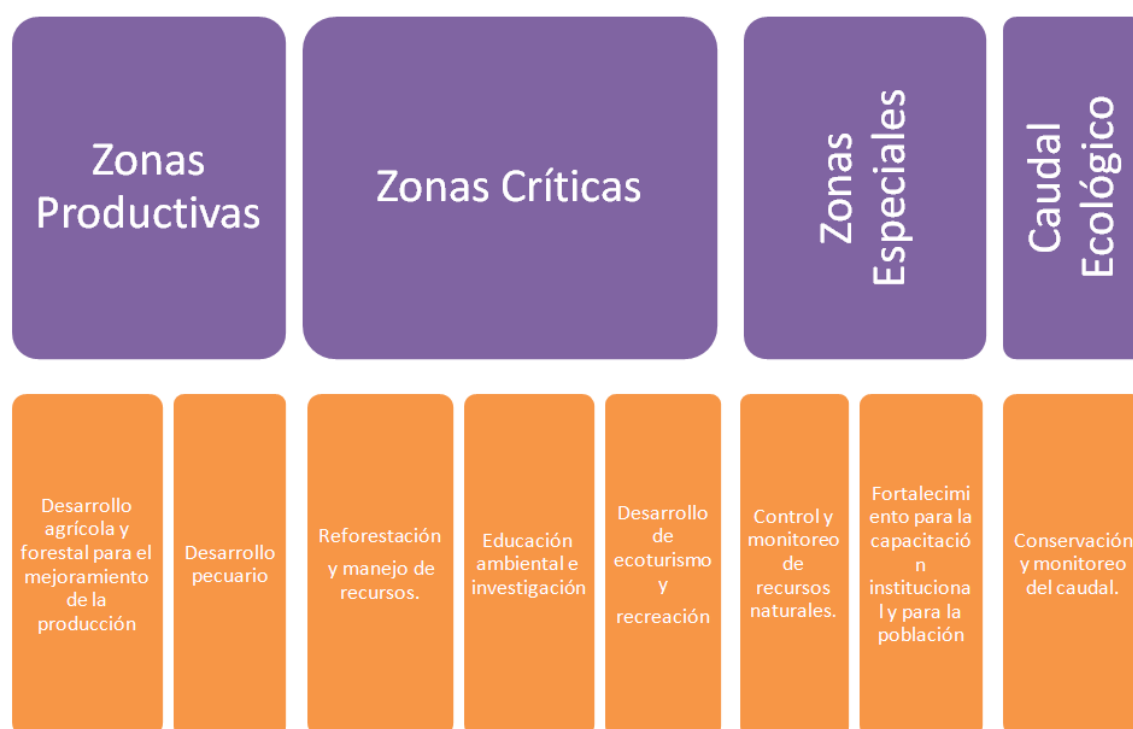 Zonas
Productivas
Zonas Críticas
Zonas
Especiales
Caudal
Ecológico
Desarrollo
agrícola y
forestal para el
mejoramiento
de la
producción
Desarrollo
pecuario
Reforestación
y manejo de
recursos.
Educación
ambiental e
investigación
Desarrollo
de
ecoturismo
y
recreación
Control y
monitoreo
de
recursos
naturales.
Fortalecimi
ento para la
capacitació
n
instituciona
l y para la
población
Conservación
y monitoreo
del caudal.